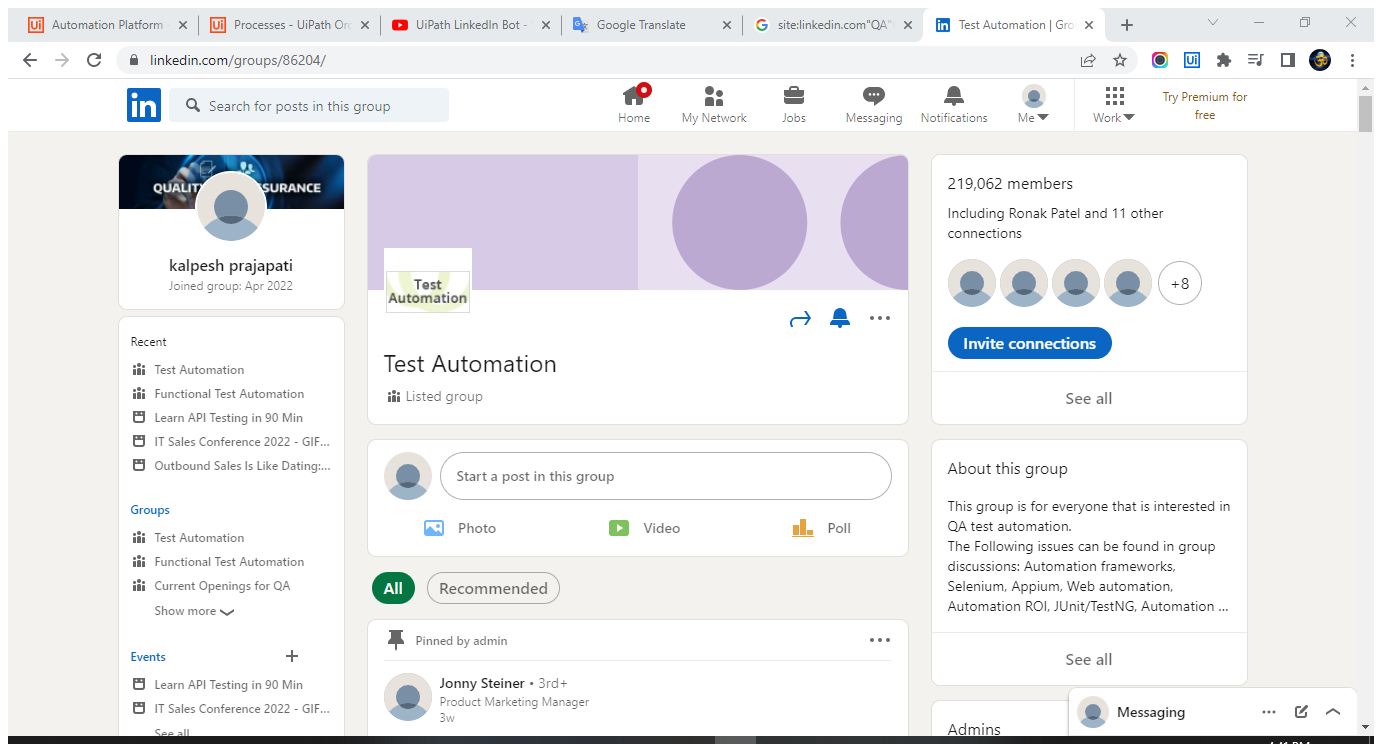 Automation Platform
Processes - UiPath Orc
UiPath LinkedIn Bot -
Google Translate
site:linkedin.com"QA"
Test Automation | Gro
linkedin.com/groups/86204/
Ui
in
Search for posts in this group
Home
My Network
Jobs
Messaging
Notifications
Me
Work
Try Premium for
free
kalpesh prajapati
Joined group: Apr 2022
Recent
Test Automation
Functional Test Automation
Learn API Testing in 90 Min
IT Sales Conference 2022 - GIF...
Outbound Sales Is Like Dating:...
Groups
Test Automation
Functional Test Automation
Current Openings for QA
Show more
Events
Learn API Testing in 90 Min
IT Sales Conference 2022 - GIF...
See all
Test
Automation
Test Automation
Listed group
Start a post in this group
Photo
Video
Poll
All
Recommended
Pinned by admin
Jonny Steiner • 3rd+
Product Marketing Manager
3w
219,062 members
Including Ronak Patel and 11 other
connections
+8
Invite connections
See all
About this group
This group is for everyone that is interested in
QA test automation.
The Following issues can be found in group
discussions: Automation frameworks,
Selenium, Appium, Web automation,
Automation ROI, JUnit/TestNG, Automation ...
See all
Admins
Messaging